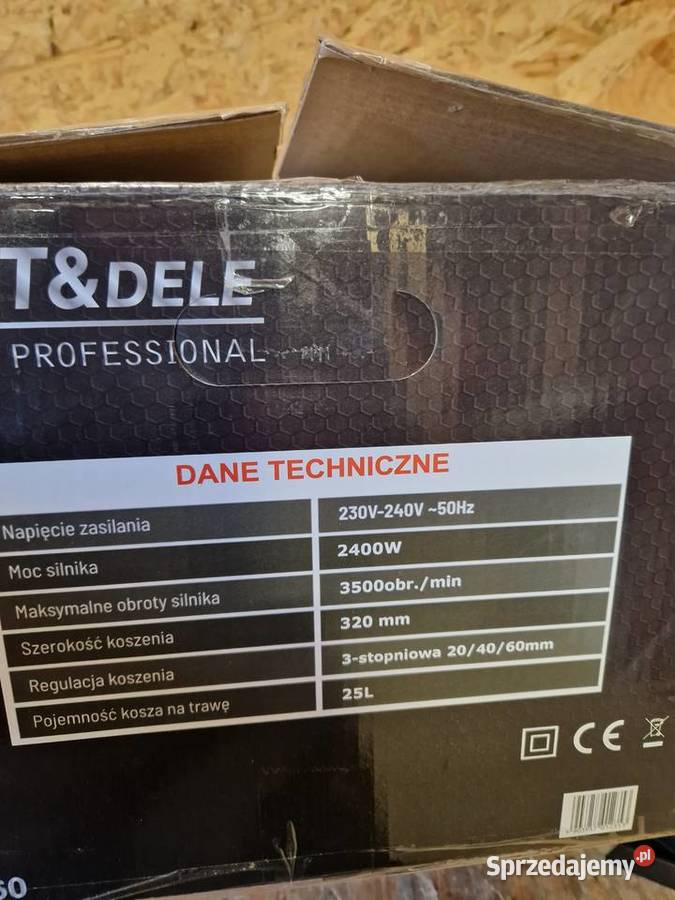 T&DELE
PROFESSIONAL
DANE TECHNICZNE
Napięcie zasilania 230V-240V ~50Hz
Moc silnika 2400W
Maksymalne obroty silnika 3500obr./min
Szerokość koszenia 320 mm
Regulacja koszenia 3-stopniowa 20/40/60mm
Pojemność kosza na trawę 25L
CE
60
Sprzedajemy.pl